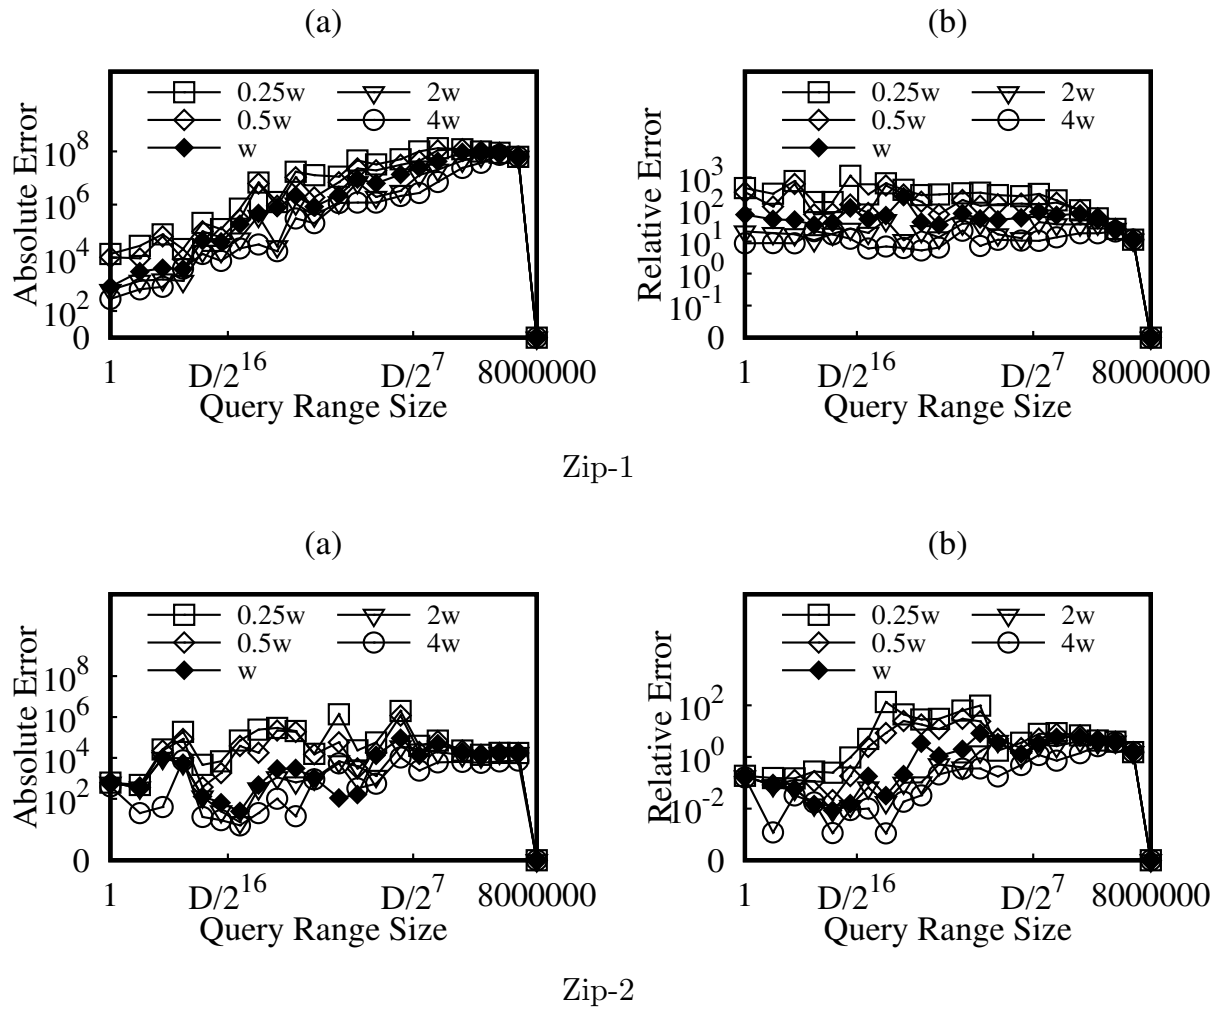 (a)
(b)
Absolute Error
0.25w
2w
0.5w
4w
w
10^8
10^6
10^4
10^2
0
1
D/2^16
D/2^7
8000000
Query Range Size
Relative Error
0.25w
2w
0.5w
4w
w
10^3
10^2
10^1
10^0
10^-1
0
1
D/2^16
D/2^7
8000000
Query Range Size
Zip-1
(a)
(b)
Absolute Error
0.25w
2w
0.5w
4w
w
10^8
10^6
10^4
10^2
0
1
D/2^16
D/2^7
8000000
Query Range Size
Relative Error
0.25w
2w
0.5w
4w
w
10^2
10^0
10^-2
0
1
D/2^16
D/2^7
8000000
Query Range Size
Zip-2